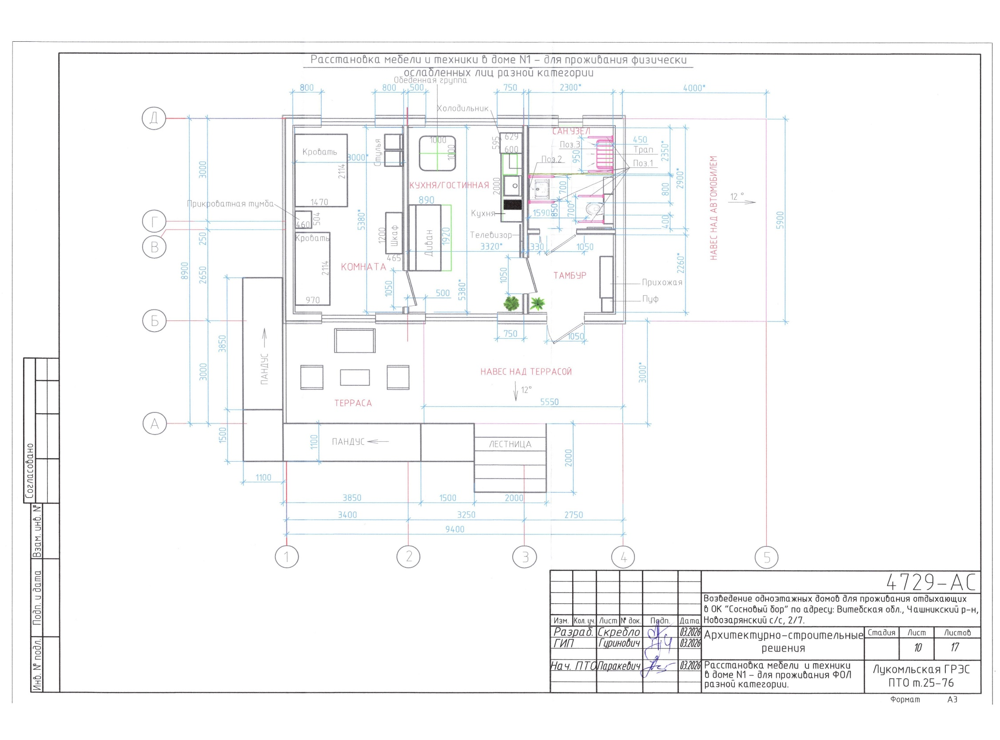 Расстановка мебели и техники в доме N1 – для проживания физически
ослабленных лиц разной категории
Обеденная группа
800
800
500
750
2300*
4000*
Холодильник
Д
САН.УЗЕЛ
1000
1000
595
629
600
Поз.3
950
450
Трап
Поз.1
Поз.2
2350*
2900*
Кровать
3000*
Стулья
2114
1470
3000
КУХНЯ/ГОСТИННАЯ
890
2000
700
700
800
400
НАВЕС НАД АВТОМОБИЛЕМ
12°
5900
Прикроватная тумба
460
504
5380*
Кухня
1590
850
Г
В
250
Кровать
1200
Шкаф
465
Диван
1920
Телевизор
3320*
330
1050
2260*
8900
2650
КОМНАТА
2114
970
1050
500
5380*
1050
ТАМБУР
Прихожая
Пуф
Б
750
1050
3850
ПАНДУС
3000
НАВЕС НАД ТЕРРАСОЙ
12°
3000*
ТЕРРАСА
5550
А
1500
1100
ПАНДУС
ЛЕСТНИЦА
2000
1100
3850
1500
2000
3400
3250
2750
9400
1
2
3
4
5
Согласовано
Взам. инв. №
Подп. и дата
Инв. № подл.
4729-АС
Возведение одноэтажных домов для проживания отдыхающих
в ОК "Сосновый бор" по адресу: Витебская обл., Чашникский р-н,
Новозарянский с/с, 2/7.
Изм. Кол. уч. Лист № док. Подп. Дата
Разраб. Скребло 03.2026
ГИП Гуринович 03.2026
Нач. ПТО Паракевич 03.2026
Архитектурно-строительные
решения
Стадия Лист Листов
10 17
Расстановка мебели и техники
в доме N1 – для проживания ФОЛ
разной категории.
Лукомльская ГРЭС
ПТО т.25-76
Формат А3